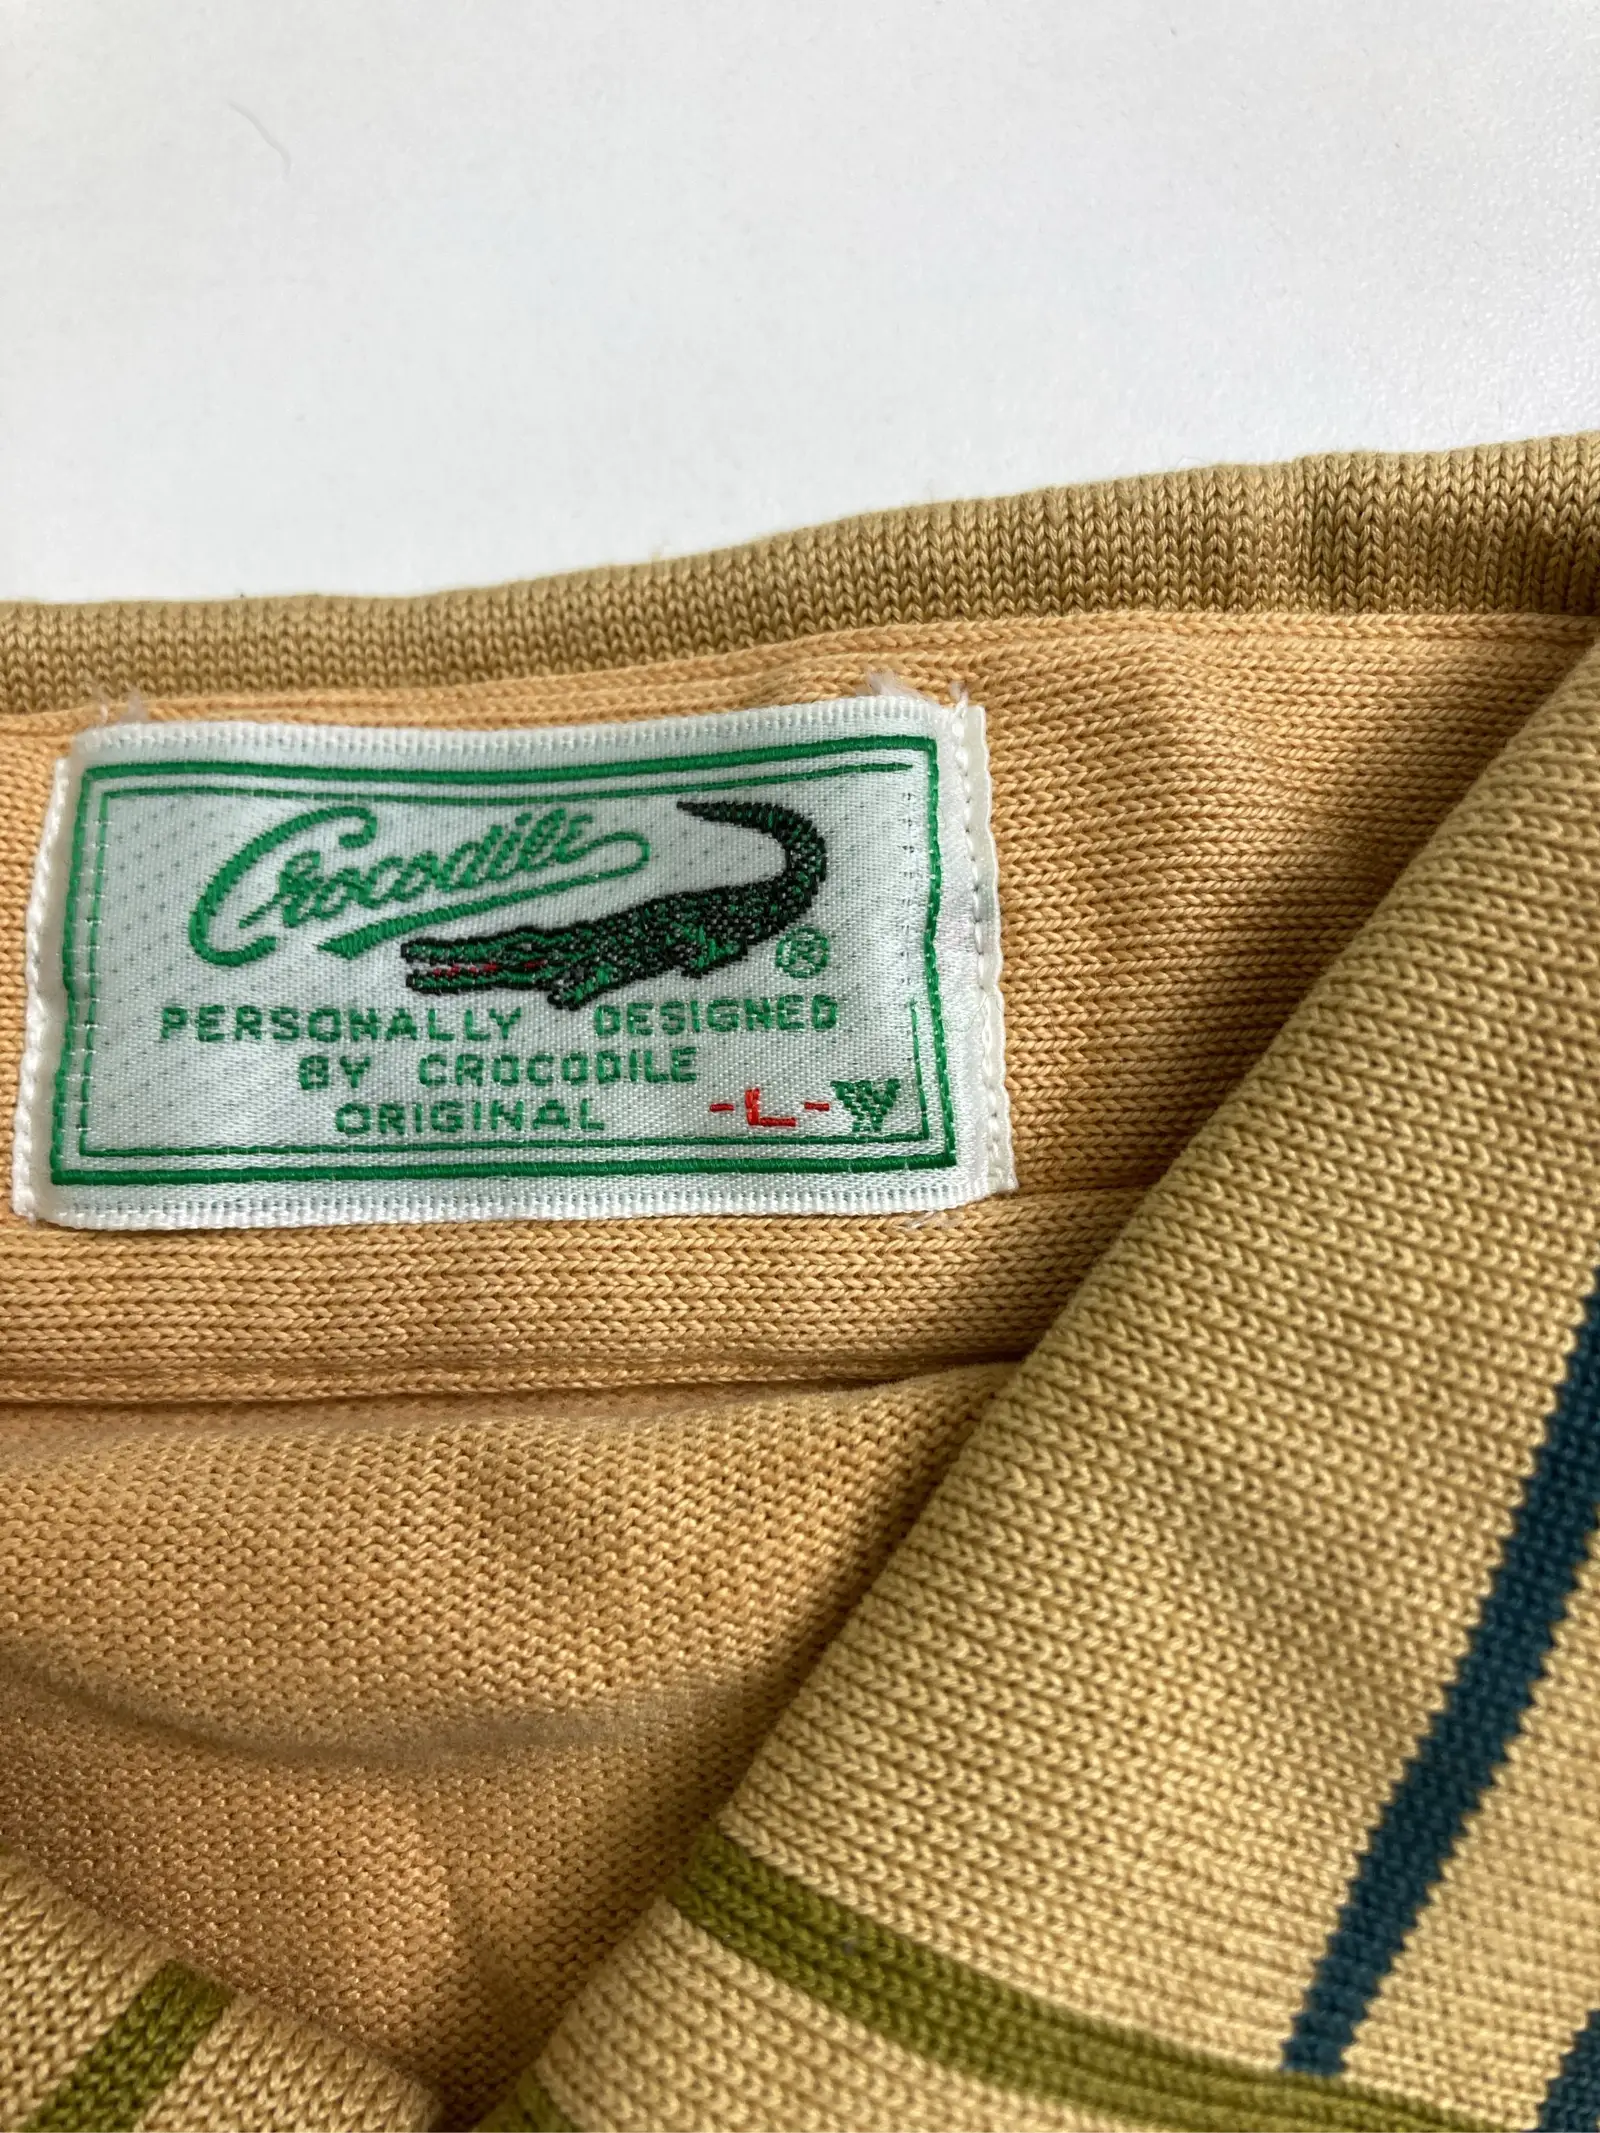 Crocodile
®
PERSONALLY DESIGNED
BY CROCODILE
ORIGINAL -L-